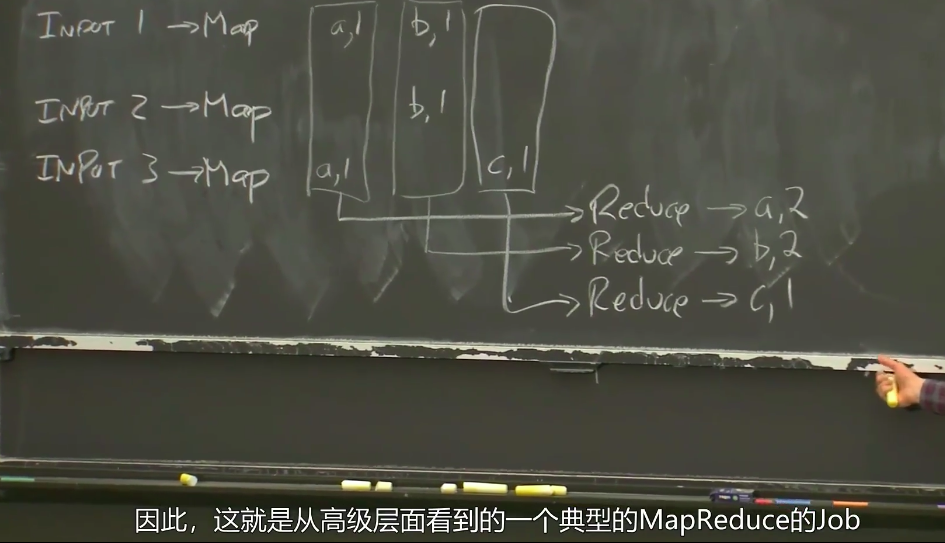 INPUT 1 → Map a,1 b,1
INPUT 2 → Map b,1
INPUT 3 → Map a,1 c,1
Reduce → a,2
Reduce → b,2
Reduce → c,1
因此，这就是从高级层面看到的一个典型的MapReduce的Job